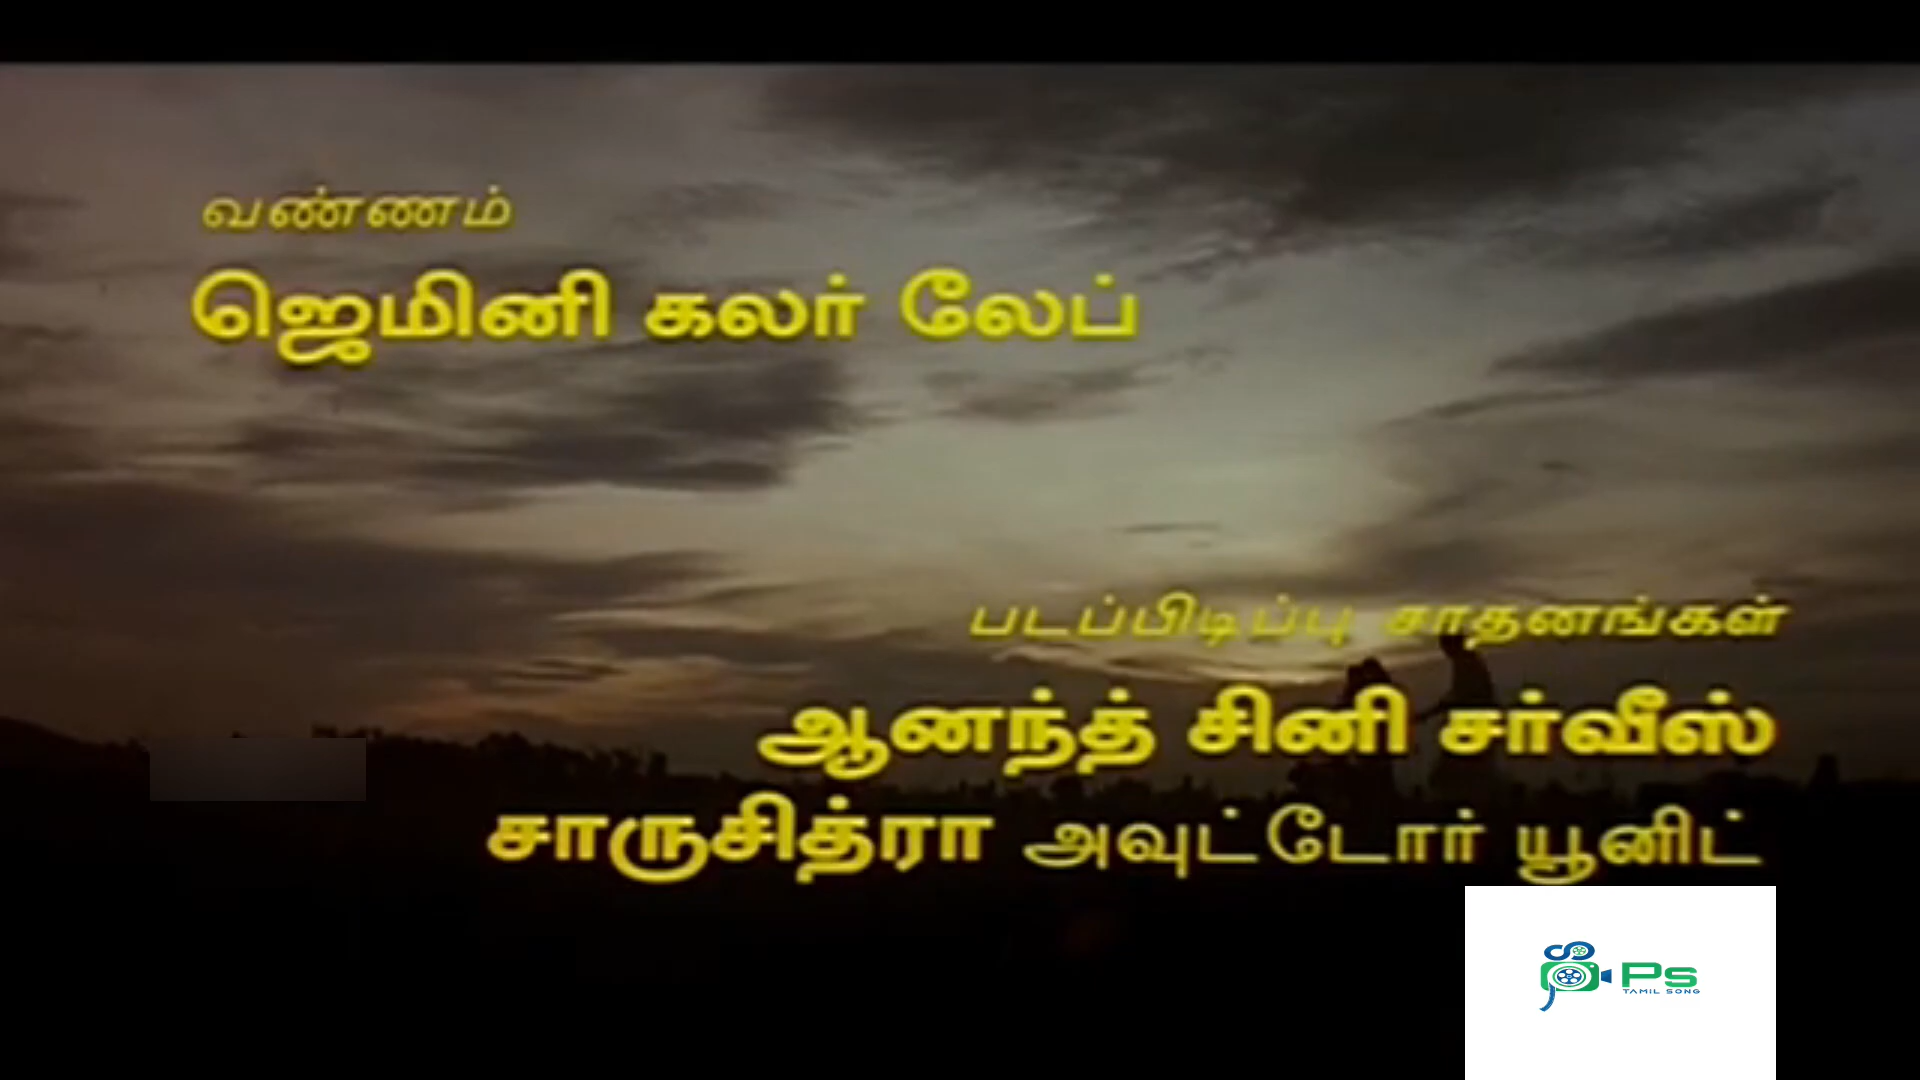 வண்ணம்
ஜெமினி கலர் லேப்
படப்பிடிப்பு சாதனங்கள்
ஆனந்த் சினி சர்வீஸ்
சாருசித்ரா அவுட்டோர் யூனிட்
Ps
TAMIL SONG